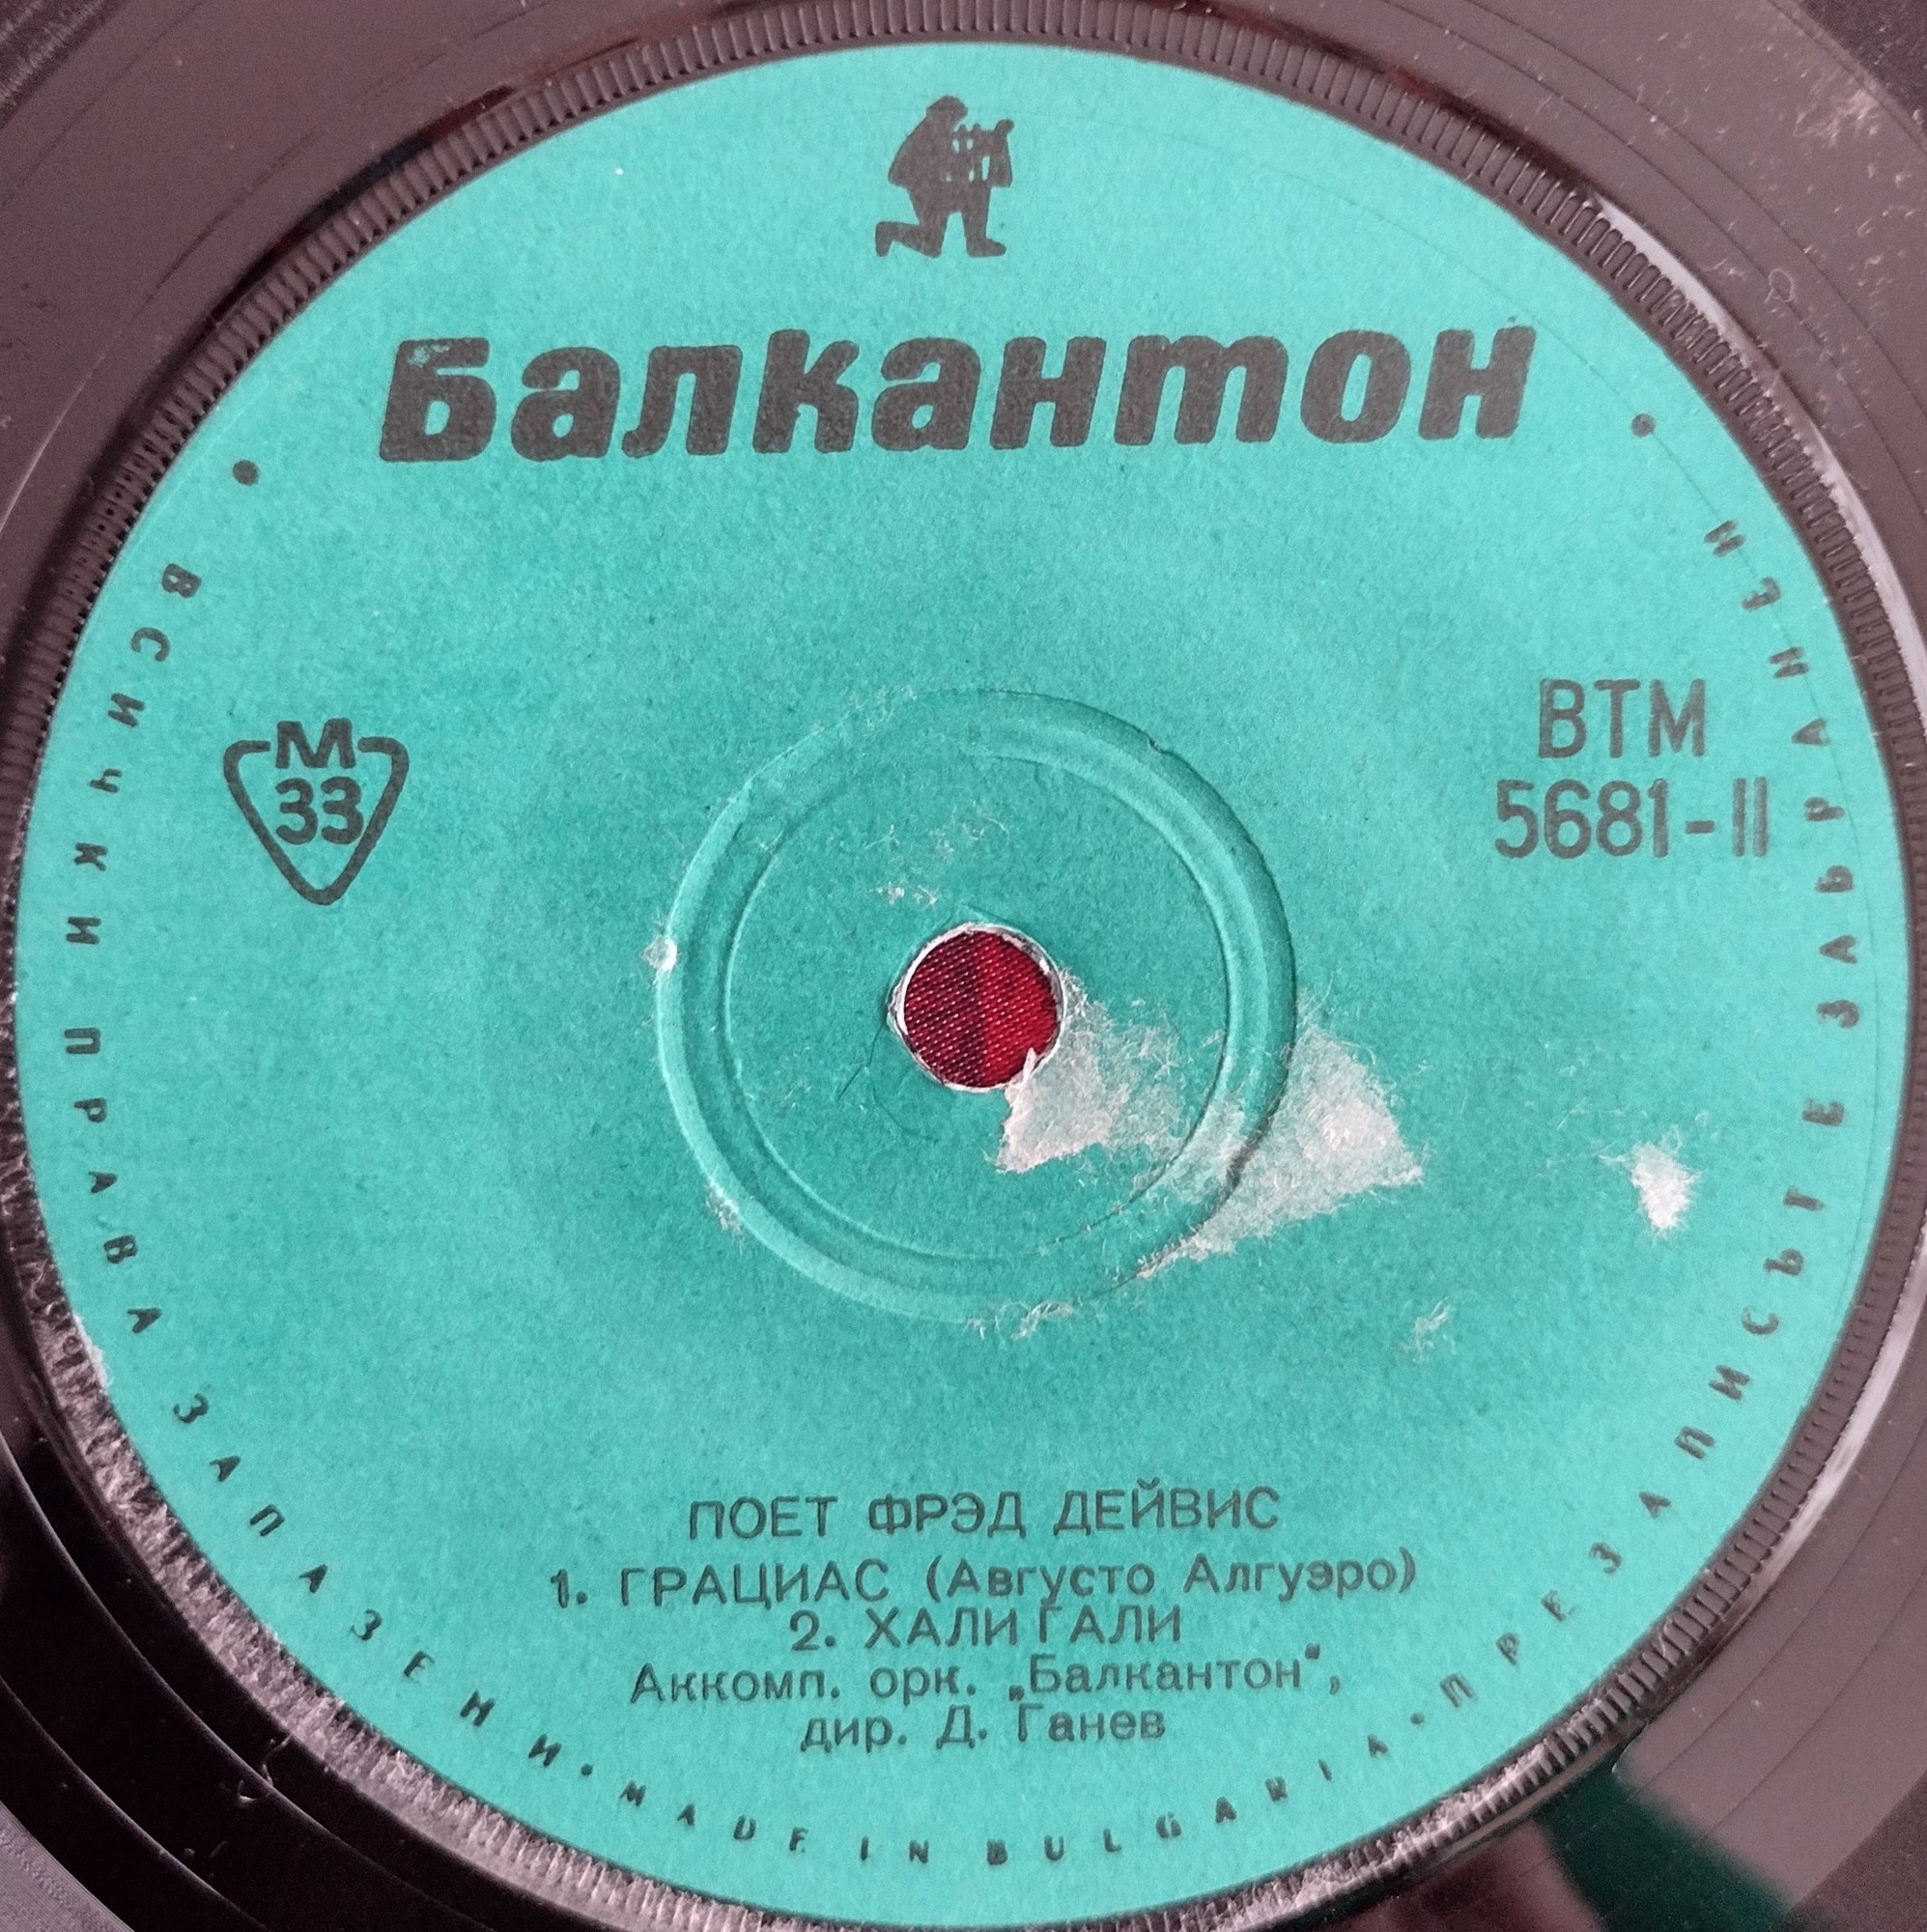 Балкантон
М
33
ВТМ
5681-II
ПОЕТ ФРЭД ДЕЙВИС
1. ГРАЦИАС (Августо Алгуэро)
2. ХАЛИ ГАЛИ
Аккомп. орк. „Балкантон“,
дир. Д. Ганев
• ВСИЧКИ ПРАВА ЗАПАЗЕНИ • MADE IN BULGARIA • ПРЕЗАПИСЪТ Е ЗАБРАНЕН •